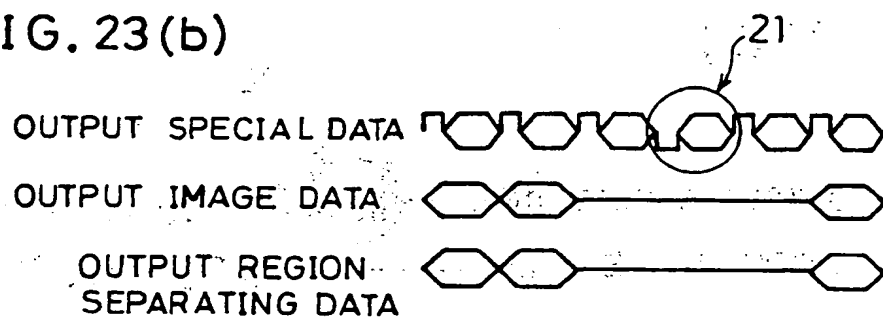 IG. 23(b)
21
OUTPUT SPECIAL DATA
OUTPUT IMAGE DATA
OUTPUT REGION
SEPARATING DATA